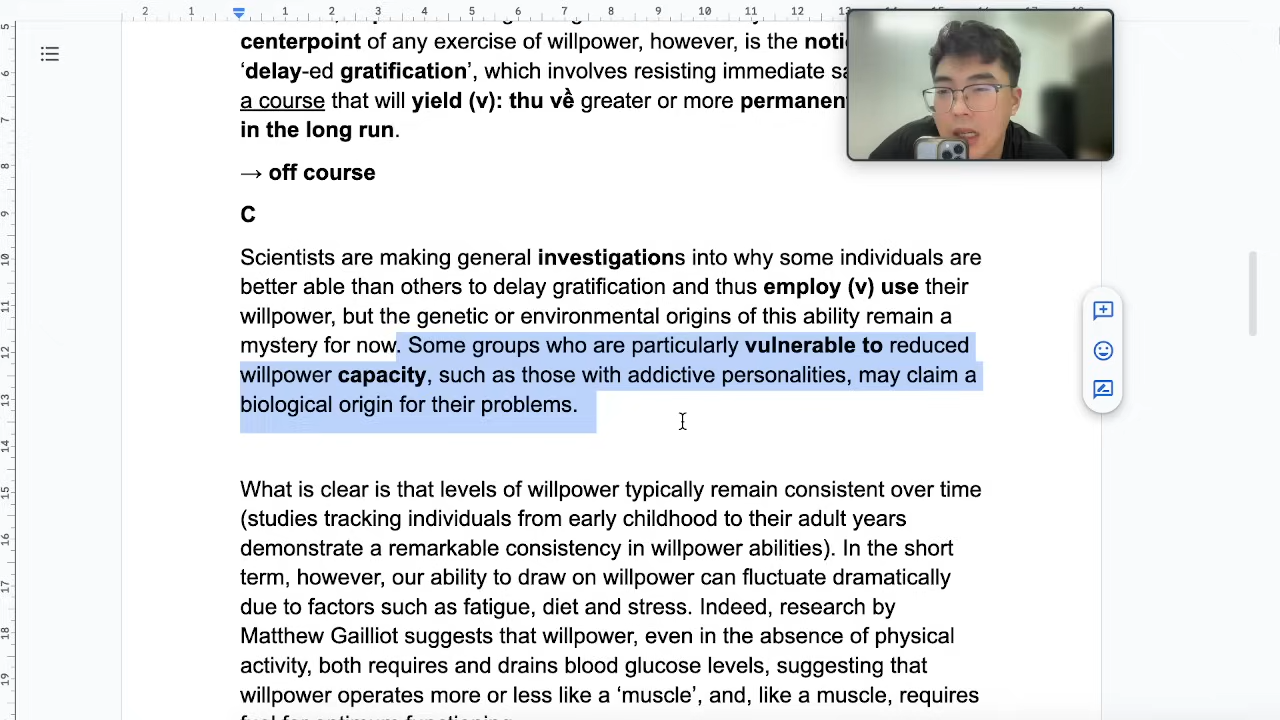 centerpoint of any exercise of willpower, however, is the
'delay-ed gratification', which involves resisting immediate
a course that will yield (v): thu về greater or more permanent
in the long run.
→ off course
C
Scientists are making general investigations into why some individuals are
better able than others to delay gratification and thus employ (v) use their
willpower, but the genetic or environmental origins of this ability remain a
mystery for now. Some groups who are particularly vulnerable to reduced
willpower capacity, such as those with addictive personalities, may claim a
biological origin for their problems.
What is clear is that levels of willpower typically remain consistent over time
(studies tracking individuals from early childhood to their adult years
demonstrate a remarkable consistency in willpower abilities). In the short
term, however, our ability to draw on willpower can fluctuate dramatically
due to factors such as fatigue, diet and stress. Indeed, research by
Matthew Gailliot suggests that willpower, even in the absence of physical
activity, both requires and drains blood glucose levels, suggesting that
willpower operates more or less like a 'muscle', and, like a muscle, requires